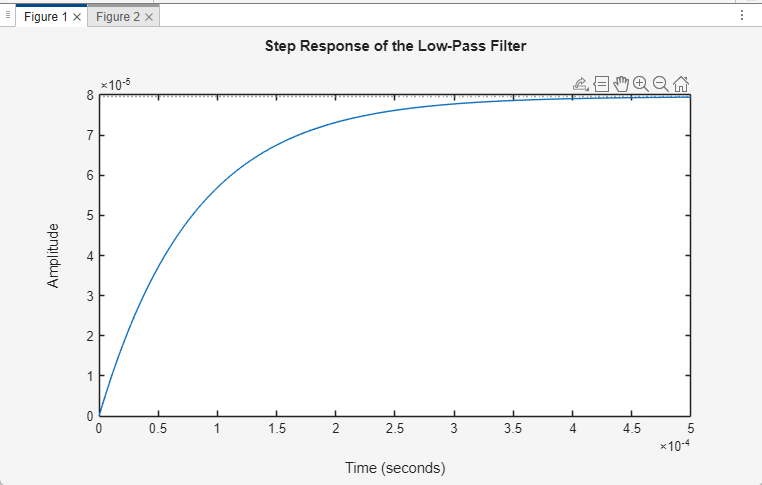 Figure 1 × Figure 2 ×
Step Response of the Low-Pass Filter
×10-5
8
7
6
5
4
3
2
1
0
Amplitude
0 0.5 1 1.5 2 2.5 3 3.5 4 4.5 5
×10-4
Time (seconds)